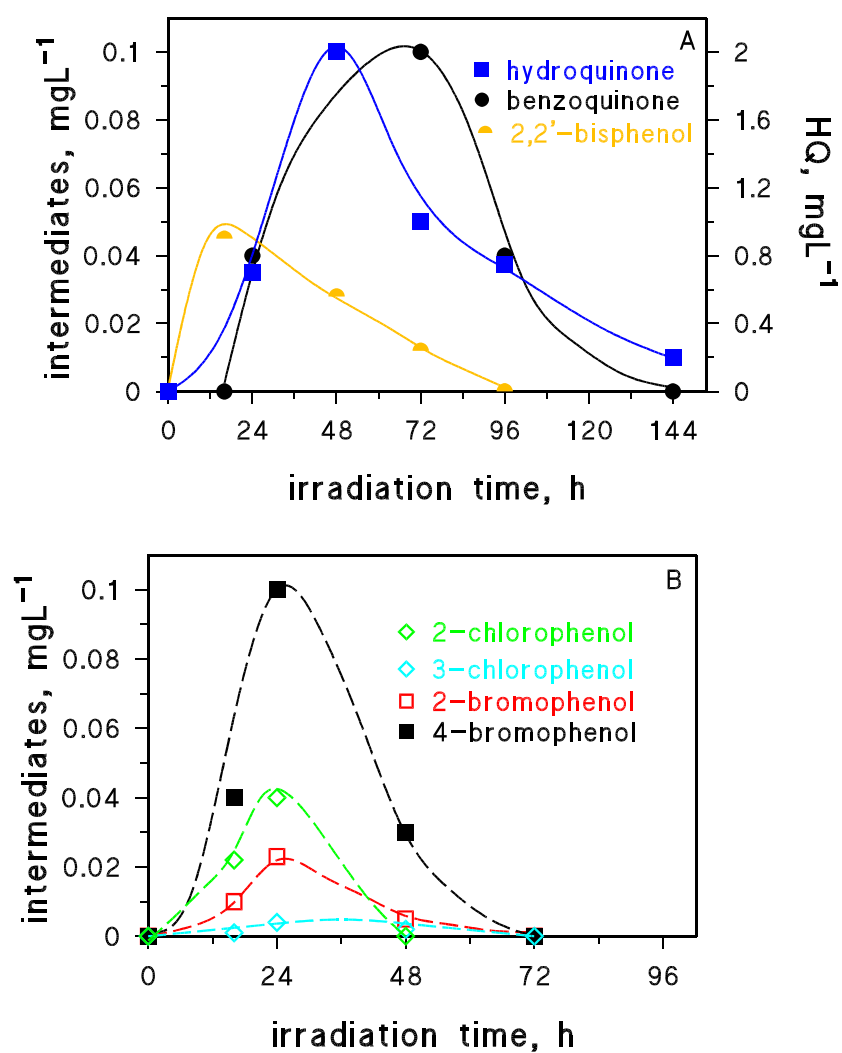 A
0.1
0.08
0.06
0.04
0.02
0
intermediates, mgL−1
hydroquinone
benzoquinone
2,2’−bisphenol
2
1.6
1.2
0.8
0.4
0
HQ, mgL−1
0 24 48 72 96 120 144
irradiation time, h
B
0.1
0.08
0.06
0.04
0.02
0
intermediates, mgL−1
2−chlorophenol
3−chlorophenol
2−bromophenol
4−bromophenol
0 24 48 72 96
irradiation time, h